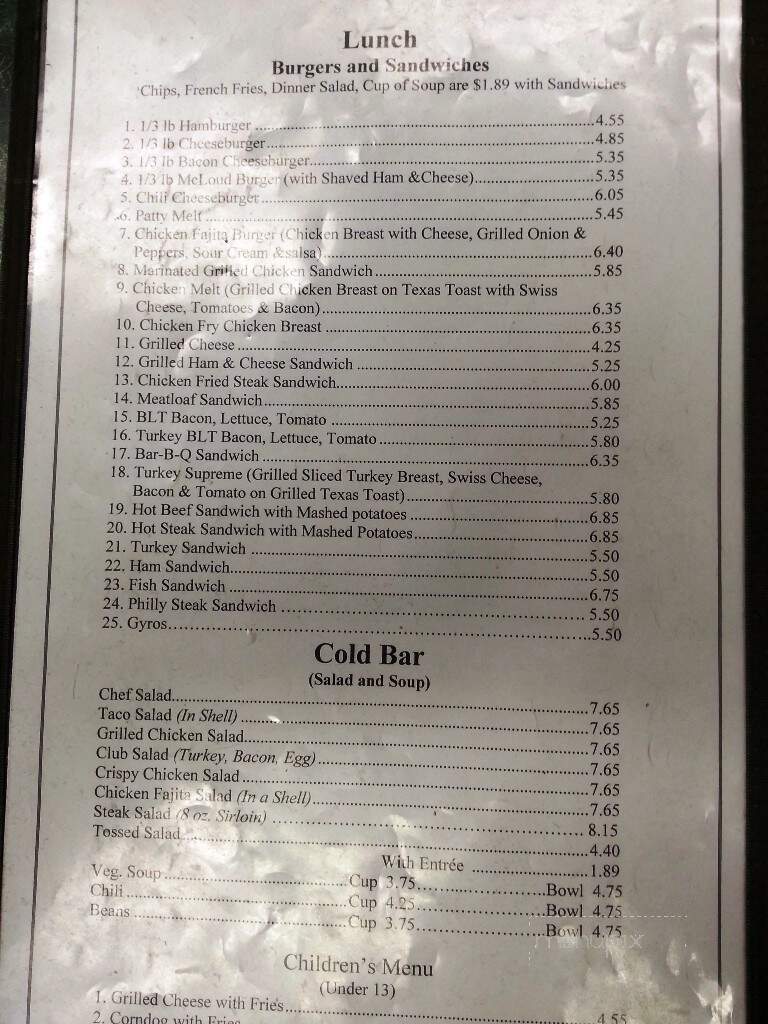 Lunch
Burgers and Sandwiches
Chips, French Fries, Dinner Salad, Cup of Soup are $1.89 with Sandwiches
1. 1/3 lb Hamburger ........ 4.55
2. 1/3 lb Cheeseburger ........ 4.85
3. 1/3 lb Bacon Cheeseburger ........ 5.35
4. 1/3 lb McLoud Burger (with Shaved Ham &Cheese) ........ 5.35
5. Chili Cheeseburger ........ 6.05
6. Patty Melt ........ 5.45
7. Chicken Fajita Burger (Chicken Breast with Cheese, Grilled Onion &
Peppers, Sour Cream &salsa) ........ 6.40
8. Marinated Grilled Chicken Sandwich ........ 5.85
9. Chicken Melt (Grilled Chicken Breast on Texas Toast with Swiss
Cheese, Tomatoes & Bacon) ........ 6.35
10. Chicken Fry Chicken Breast ........ 6.35
11. Grilled Cheese ........ 4.25
12. Grilled Ham & Cheese Sandwich ........ 5.25
13. Chicken Fried Steak Sandwich ........ 6.00
14. Meatloaf Sandwich ........ 5.85
15. BLT Bacon, Lettuce, Tomato ........ 5.25
16. Turkey BLT Bacon, Lettuce, Tomato ........ 5.80
17. Bar-B-Q Sandwich ........ 6.35
18. Turkey Supreme (Grilled Sliced Turkey Breast, Swiss Cheese,
Bacon & Tomato on Grilled Texas Toast) ........ 5.80
19. Hot Beef Sandwich with Mashed potatoes ........ 6.85
20. Hot Steak Sandwich with Mashed Potatoes ........ 6.85
21. Turkey Sandwich ........ 5.50
22. Ham Sandwich ........ 5.50
23. Fish Sandwich ........ 6.75
24. Philly Steak Sandwich ........ 5.50
25. Gyros ........ 5.50
Cold Bar
(Salad and Soup)
Chef Salad ........ 7.65
Taco Salad (In Shell) ........ 7.65
Grilled Chicken Salad ........ 7.65
Club Salad (Turkey, Bacon, Egg) ........ 7.65
Crispy Chicken Salad ........ 7.65
Chicken Fajita Salad (In a Shell) ........ 7.65
Steak Salad (8 oz. Sirloin) ........ 8.15
Tossed Salad ........ 4.40
With Entrée ........ 1.89
Veg. Soup ........ Cup 3.75 ........ Bowl 4.75
Chili ........ Cup 4.25 ........ Bowl 4.75
Beans ........ Cup 3.75 ........ Bowl 4.75
Children's Menu
(Under 13)
1. Grilled Cheese with Fries ........ 4.55
2. Corndog with Fries